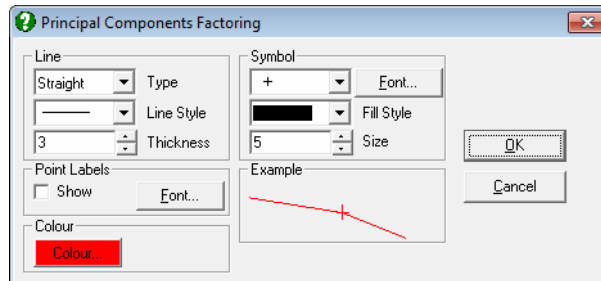 Principal Components Factoring
Line
Straight Type
Line Style
3 Thickness
Point Labels
Show Font...
Colour
Colour...
Symbol
+ Font...
Fill Style
5 Size
Example
OK
Cancel